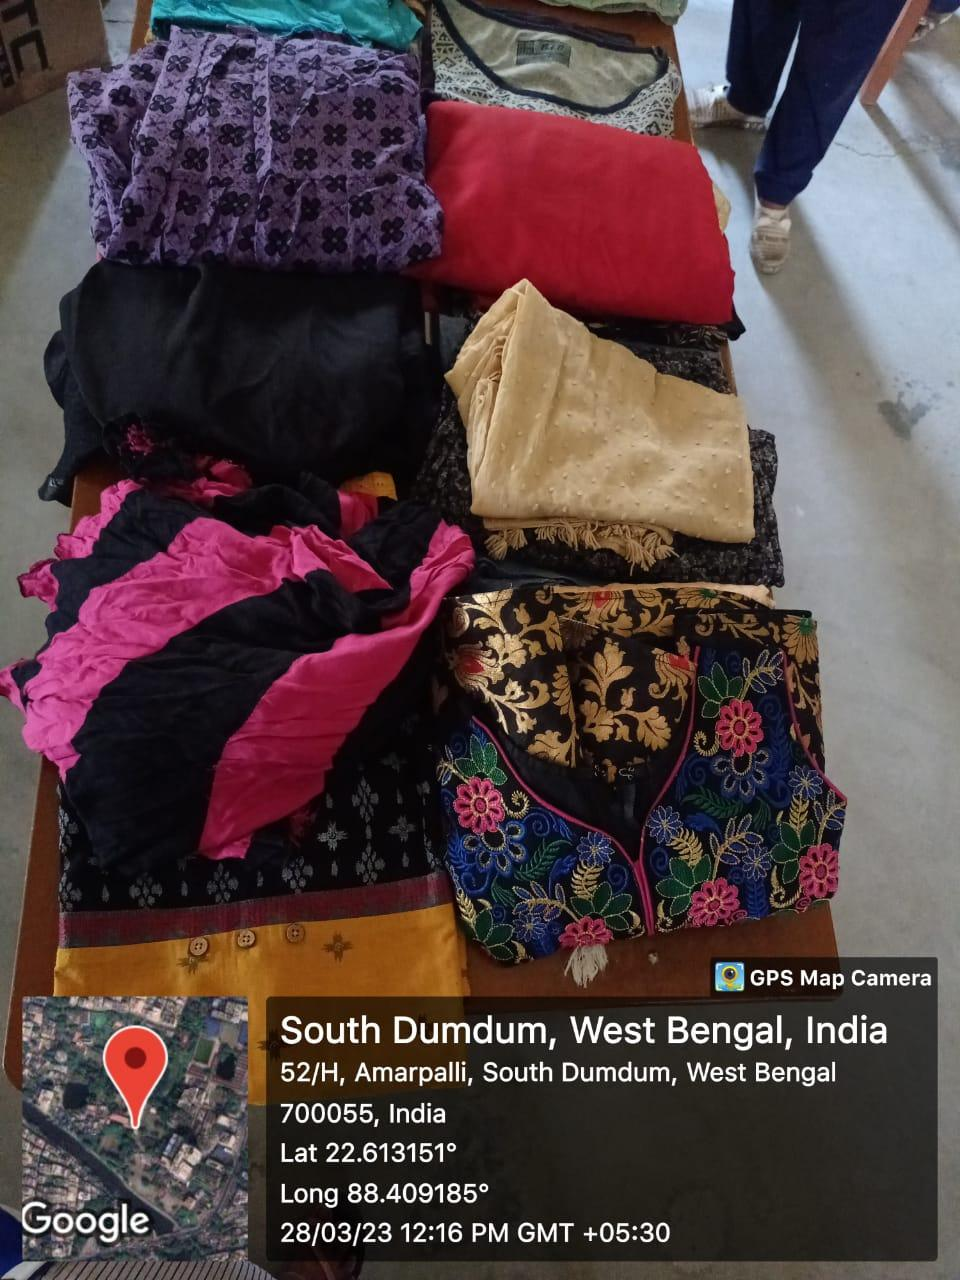 GPS Map Camera
South Dumdum, West Bengal, India
52/H, Amarpalli, South Dumdum, West Bengal
700055, India
Lat 22.613151°
Long 88.409185°
28/03/23 12:16 PM GMT +05:30
Google